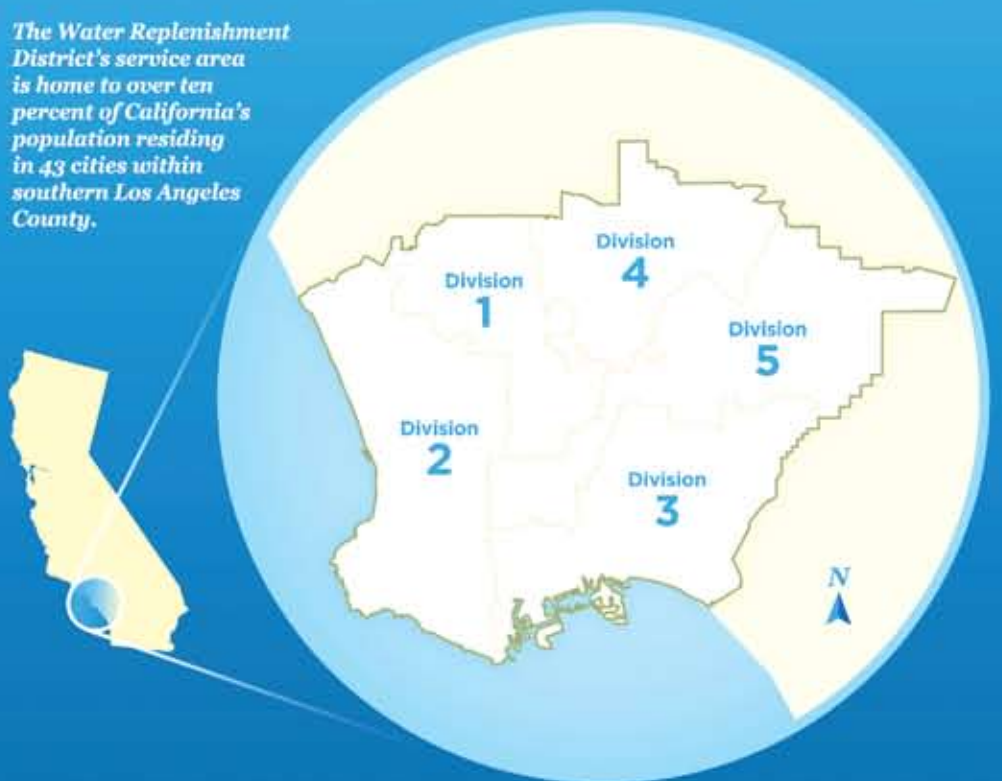 The Water Replenishment
District's service area
is home to over ten
percent of California's
population residing
in 43 cities within
southern Los Angeles
County.
Division
4
Division
1
Division
5
Division
2
Division
3
N